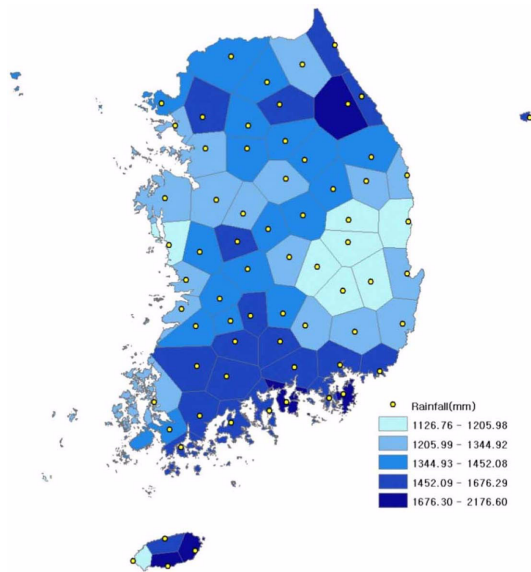 Rainfall(mm)
1126.76 - 1205.98
1205.99 - 1344.92
1344.93 - 1452.08
1452.09 - 1676.29
1676.30 - 2176.60